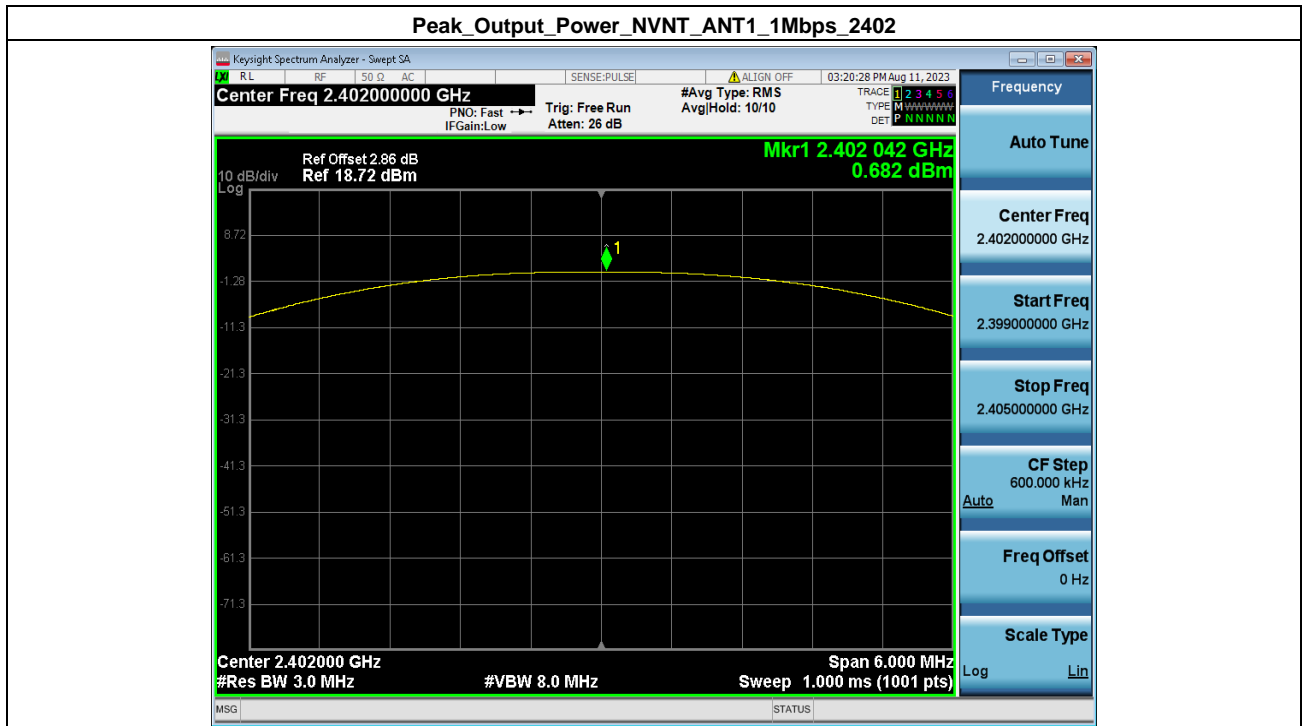 Peak_Output_Power_NVNT_ANT1_1Mbps_2402
Keysight Spectrum Analyzer - Swept SA
LXI RL RF 50 Ω AC SENSE:PULSE ALIGN OFF 03:20:28 PM Aug 11, 2023
Center Freq 2.402000000 GHz
PNO: Fast
IFGain:Low
Trig: Free Run
Atten: 26 dB
#Avg Type: RMS
Avg|Hold: 10/10
TRACE 1 2 3 4 5 6
TYPE M WWWWW
DET P N N N N N
Mkr1 2.402 042 GHz
0.682 dBm
Ref Offset 2.86 dB
10 dB/div Ref 18.72 dBm
Log
8.72
1
-1.28
-11.3
-21.3
-31.3
-41.3
-51.3
-61.3
-71.3
Center 2.402000 GHz Span 6.000 MHz
#Res BW 3.0 MHz #VBW 8.0 MHz Sweep 1.000 ms (1001 pts)
MSG STATUS
Frequency
Auto Tune
Center Freq
2.402000000 GHz
Start Freq
2.399000000 GHz
Stop Freq
2.405000000 GHz
CF Step
600.000 kHz
Auto Man
Freq Offset
0 Hz
Scale Type
Log Lin